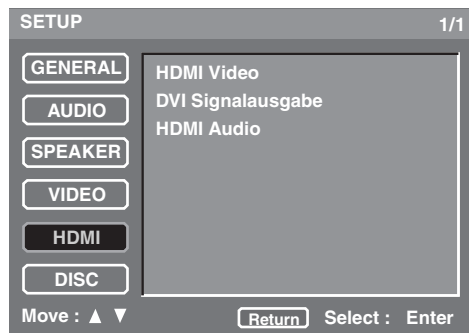 SETUP 1/1
GENERAL
AUDIO
SPEAKER
VIDEO
HDMI
DISC
HDMI Video
DVI Signalausgabe
HDMI Audio
Move : ▲ ▼ Return Select : Enter